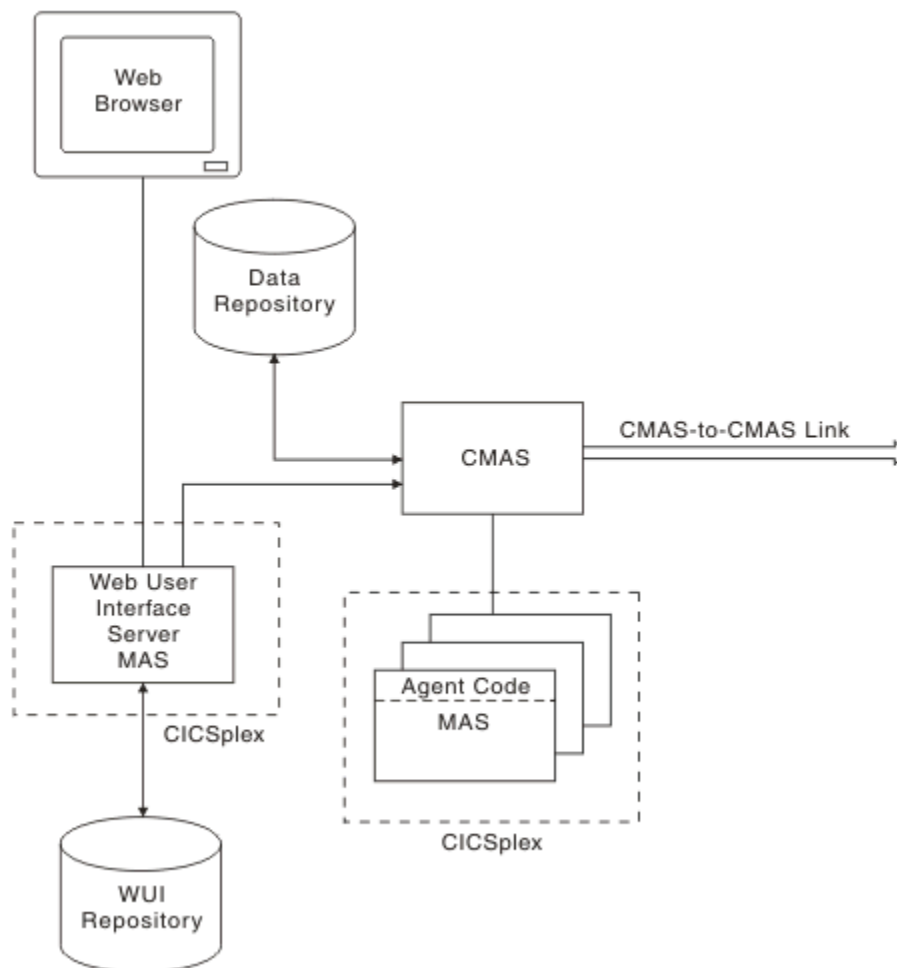 Web
Browser
Data
Repository
CMAS-to-CMAS Link
CMAS
Web User
Interface
Server
MAS
CICSplex
Agent Code
MAS
CICSplex
WUI
Repository